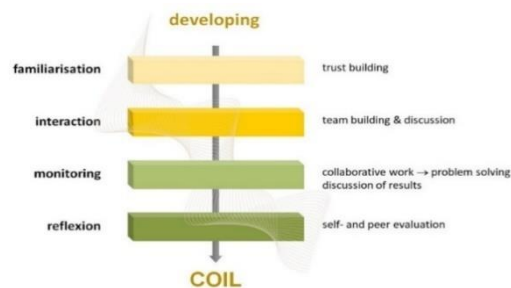 developing
familiarisation
trust building
interaction
team building & discussion
monitoring
collaborative work → problem solving
discussion of results
reflexion
self- and peer evaluation
COIL